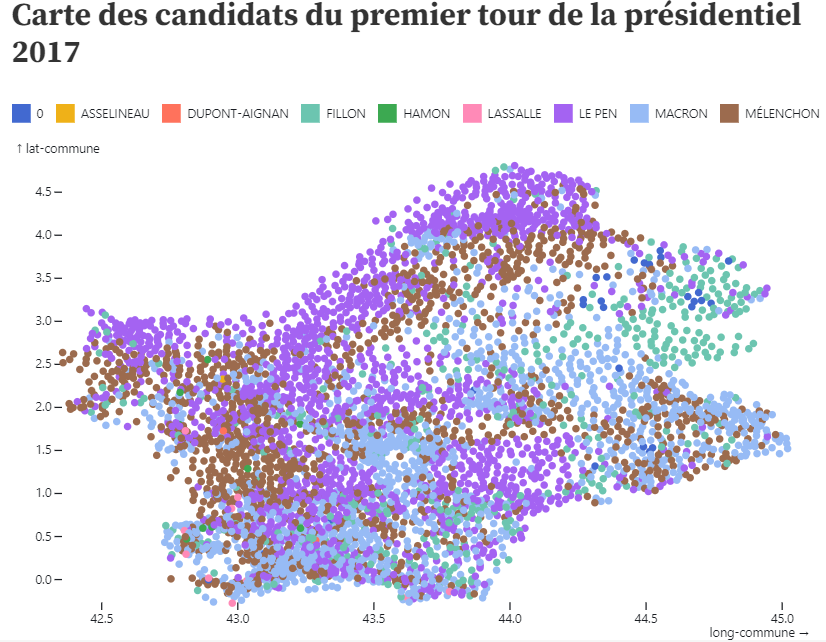 Carte des candidats du premier tour de la présidentiel
2017
0 ASSELINEAU DUPONT-AIGNAN FILLON HAMON LASSALLE LE PEN MACRON MÉLENCHON
↑ lat-commune
4.5
4.0
3.5
3.0
2.5
2.0
1.5
1.0
0.5
0.0
42.5 43.0 43.5 44.0 44.5 45.0
long-commune →